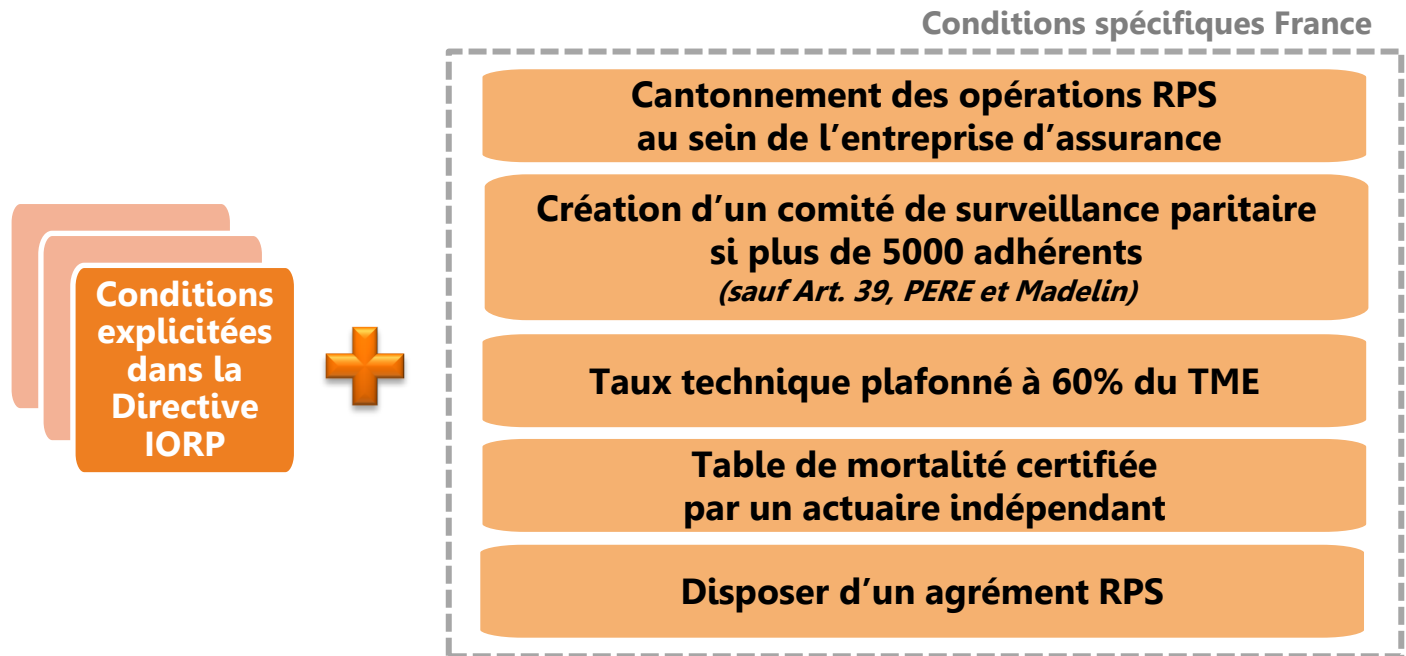 Conditions spécifiques France
Conditions
explicitées
dans la
Directive
IORP
Cantonnement des opérations RPS
au sein de l’entreprise d’assurance
Création d’un comité de surveillance paritaire
si plus de 5000 adhérents
(sauf Art. 39, PERE et Madelin)
Taux technique plafonné à 60% du TME
Table de mortalité certifiée
par un actuaire indépendant
Disposer d’un agrément RPS